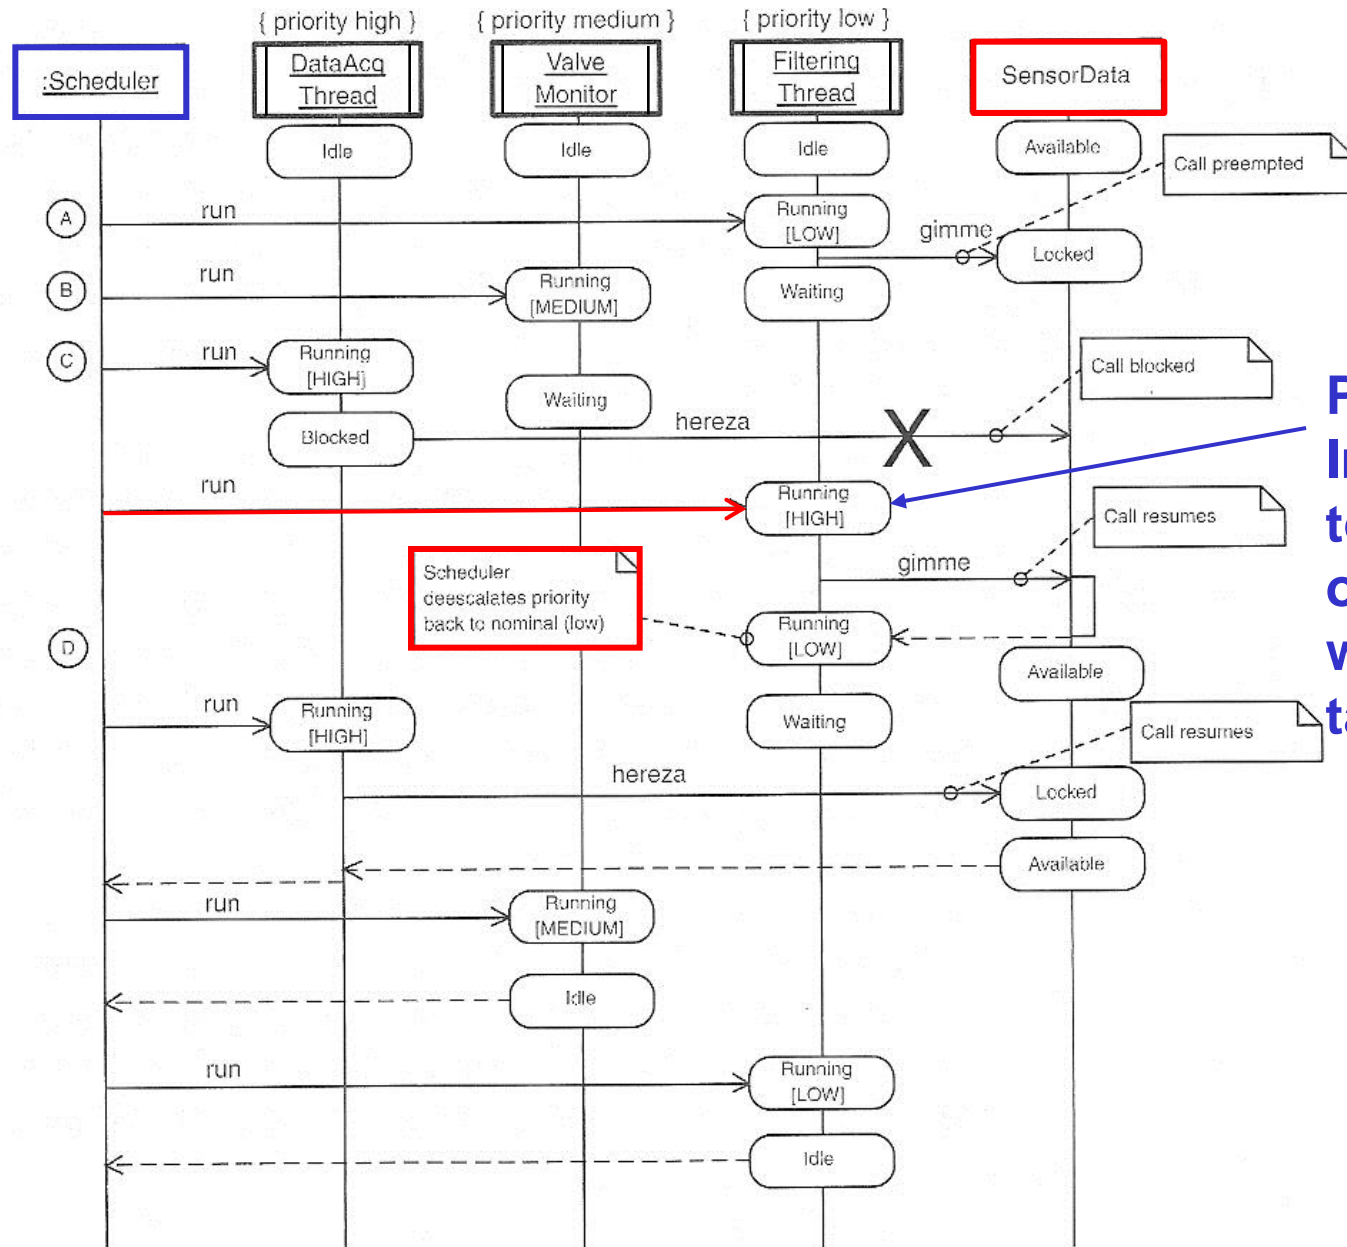 { priority high }
{ priority medium }
{ priority low }
:Scheduler
DataAcq
Thread
Valve
Monitor
Filtering
Thread
SensorData
Idle
Idle
Idle
Available
Call preempted
A
run
Running
[LOW]
gimme
Locked
B
run
Running
[MEDIUM]
Waiting
C
run
Running
[HIGH]
Call blocked
Waiting
Blocked
hereza
X
run
Running
[HIGH]
Call resumes
gimme
Scheduler
deescalates priority
back to nominal (low)
Running
[LOW]
D
Available
run
Running
[HIGH]
Waiting
Call resumes
hereza
Locked
Available
run
Running
[MEDIUM]
Idle
run
Running
[LOW]
Idle